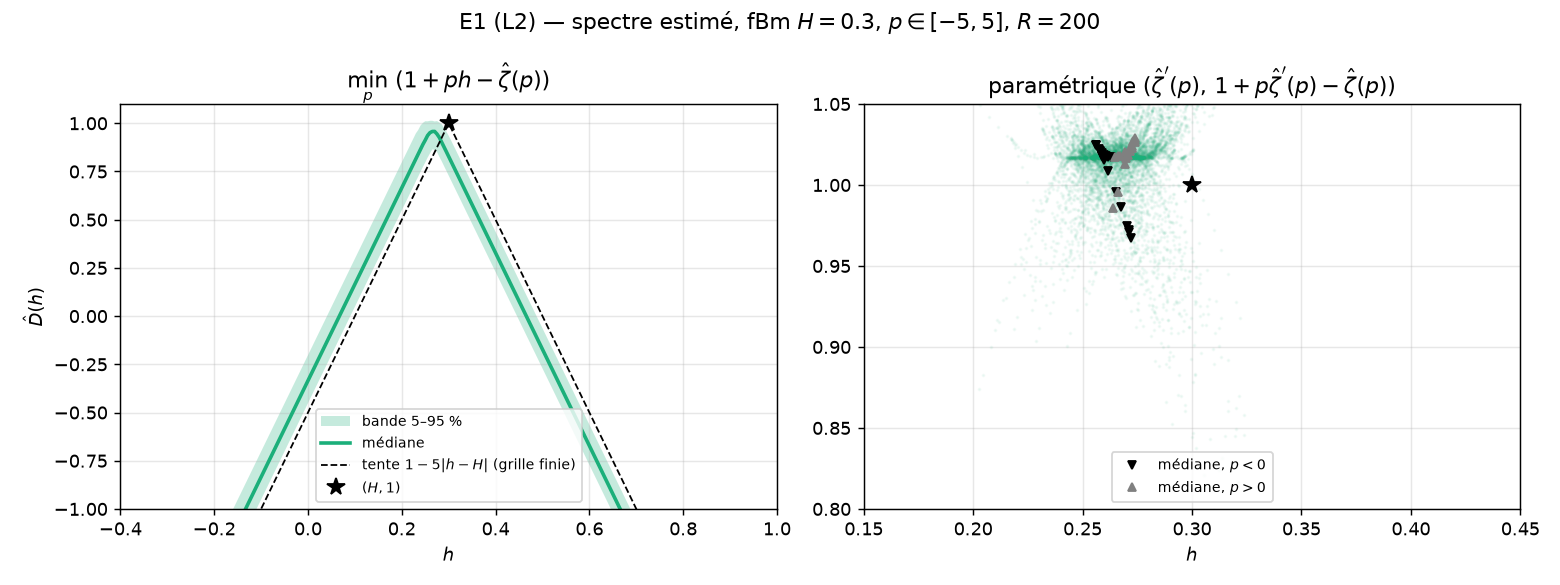 E1 (L2) — spectre estimé, fBm H = 0.3, p ∈ [−5, 5], R = 200
min (1 + ph − ζ̂(p))
p
1.00
0.75
0.50
0.25
0.00
−0.25
−0.50
−0.75
−1.00
D̂(h)
bande 5–95 %
médiane
tente 1 − 5|h − H| (grille finie)
(H, 1)
−0.4
−0.2
0.0
0.2
0.4
0.6
0.8
1.0
h
paramétrique (ζ̂′(p), 1 + pζ̂′(p) − ζ̂(p))
1.05
1.00
0.95
0.90
0.85
0.80
médiane, p < 0
médiane, p > 0
0.15
0.20
0.25
0.30
0.35
0.40
0.45
h